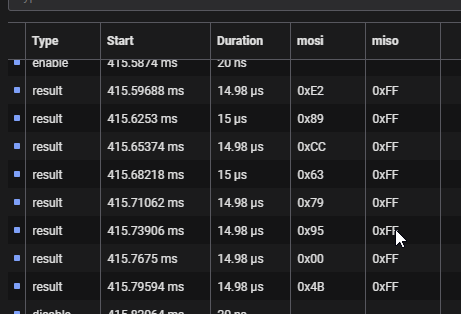 Type Start Duration mosi miso
enable 415.5874 ms 20 ns
result 415.59688 ms 14.98 µs 0xE2 0xFF
result 415.6253 ms 15 µs 0x89 0xFF
result 415.65374 ms 14.98 µs 0xCC 0xFF
result 415.68218 ms 15 µs 0x63 0xFF
result 415.71062 ms 14.98 µs 0x79 0xFF
result 415.73906 ms 14.98 µs 0x95 0xFF
result 415.7675 ms 14.98 µs 0x00 0xFF
result 415.79594 ms 14.98 µs 0x4B 0xFF
disable 415.83064 ms 20 ns